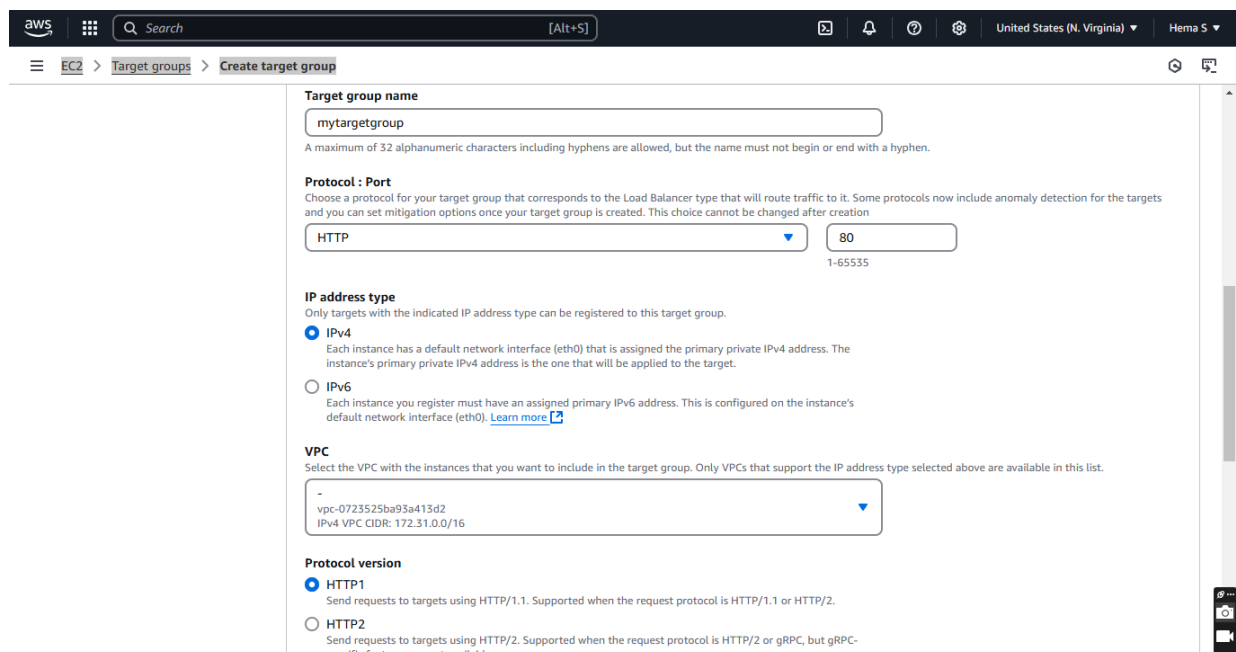 aws
Search [Alt+S]
United States (N. Virginia) ▼
Hema S ▼
EC2 > Target groups > Create target group
Target group name
mytargetgroup
A maximum of 32 alphanumeric characters including hyphens are allowed, but the name must not begin or end with a hyphen.
Protocol : Port
Choose a protocol for your target group that corresponds to the Load Balancer type that will route traffic to it. Some protocols now include anomaly detection for the targets
and you can set mitigation options once your target group is created. This choice cannot be changed after creation
HTTP
80
1-65535
IP address type
Only targets with the indicated IP address type can be registered to this target group.
IPv4
Each instance has a default network interface (eth0) that is assigned the primary private IPv4 address. The
instance's primary private IPv4 address is the one that will be applied to the target.
IPv6
Each instance you register must have an assigned primary IPv6 address. This is configured on the instance's
default network interface (eth0). Learn more
VPC
Select the VPC with the instances that you want to include in the target group. Only VPCs that support the IP address type selected above are available in this list.
-
vpc-0723525ba93a413d2
IPv4 VPC CIDR: 172.31.0.0/16
Protocol version
HTTP1
Send requests to targets using HTTP/1.1. Supported when the request protocol is HTTP/1.1 or HTTP/2.
HTTP2
Send requests to targets using HTTP/2. Supported when the request protocol is HTTP/2 or gRPC, but gRPC-